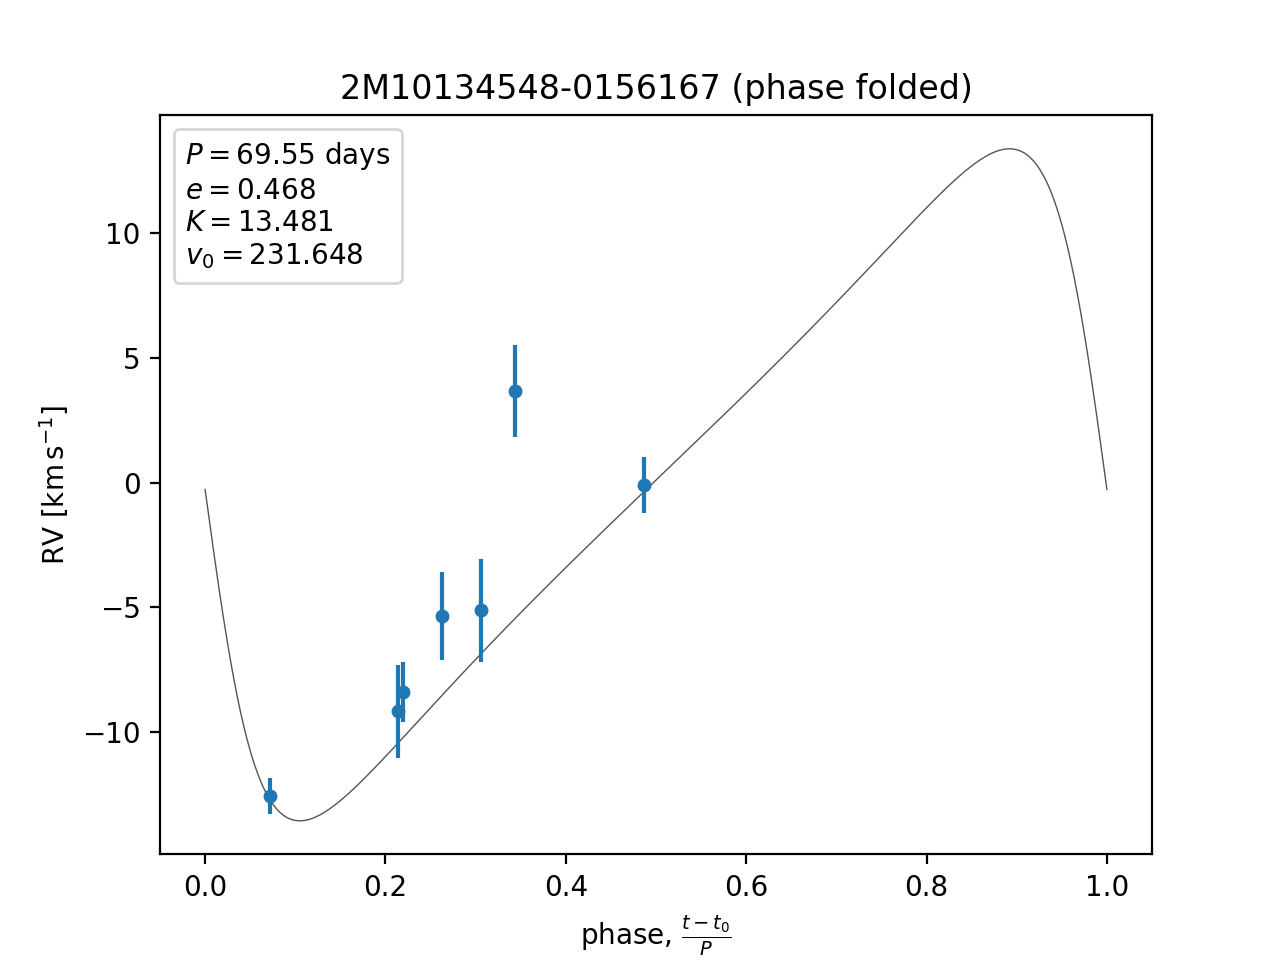 2M10134548-0156167 (phase folded)
P = 69.55 days
e = 0.468
K = 13.481
v₀ = 231.648
10
5
0
−5
−10
RV [km s⁻¹]
0.0 0.2 0.4 0.6 0.8 1.0
phase, (t − t₀)/P